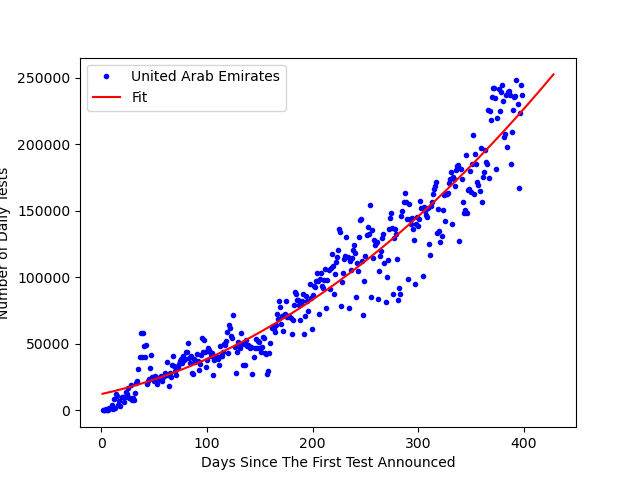 United Arab Emirates
Fit
250000
200000
150000
100000
50000
0
Number of Daily Tests
0 100 200 300 400
Days Since The First Test Announced